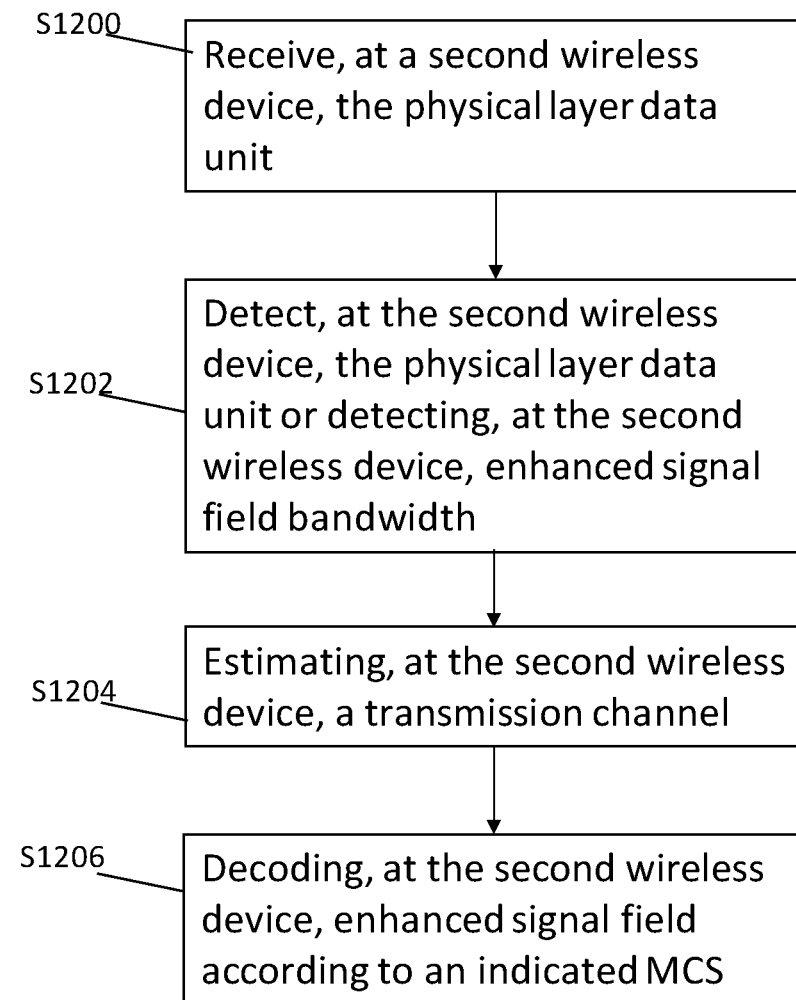 S1200
Receive, at a second wireless
device, the physical layer data
unit
S1202
Detect, at the second wireless
device, the physical layer data
unit or detecting, at the second
wireless device, enhanced signal
field bandwidth
S1204
Estimating, at the second wireless
device, a transmission channel
S1206
Decoding, at the second wireless
device, enhanced signal field
according to an indicated MCS